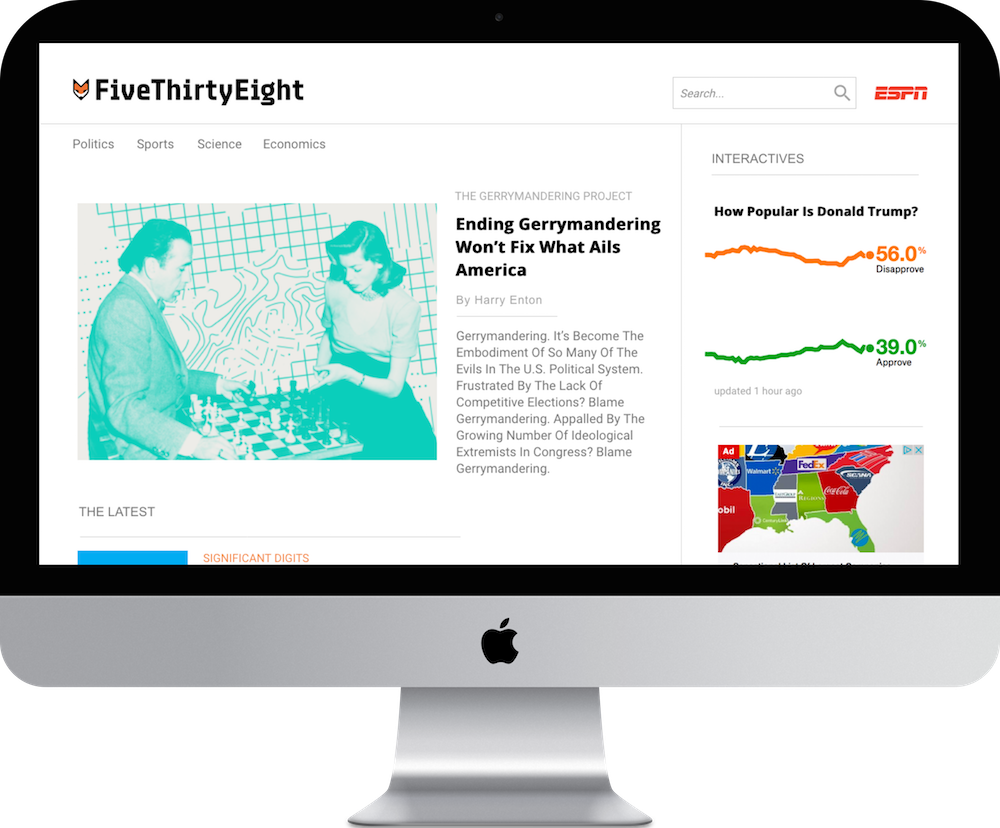 FiveThirtyEight
Search...
ESPN
Politics Sports Science Economics
THE GERRYMANDERING PROJECT
Ending Gerrymandering
Won’t Fix What Ails
America
By Harry Enton
Gerrymandering. It’s Become The
Embodiment Of So Many Of The
Evils In The U.S. Political System.
Frustrated By The Lack Of
Competitive Elections? Blame
Gerrymandering. Appalled By The
Growing Number Of Ideological
Extremists In Congress? Blame
Gerrymandering.
THE LATEST
SIGNIFICANT DIGITS
INTERACTIVES
How Popular Is Donald Trump?
56.0%
Disapprove
39.0%
Approve
updated 1 hour ago
Ad
Walmart
FedEx
Coca-Cola
REGIONS
obil